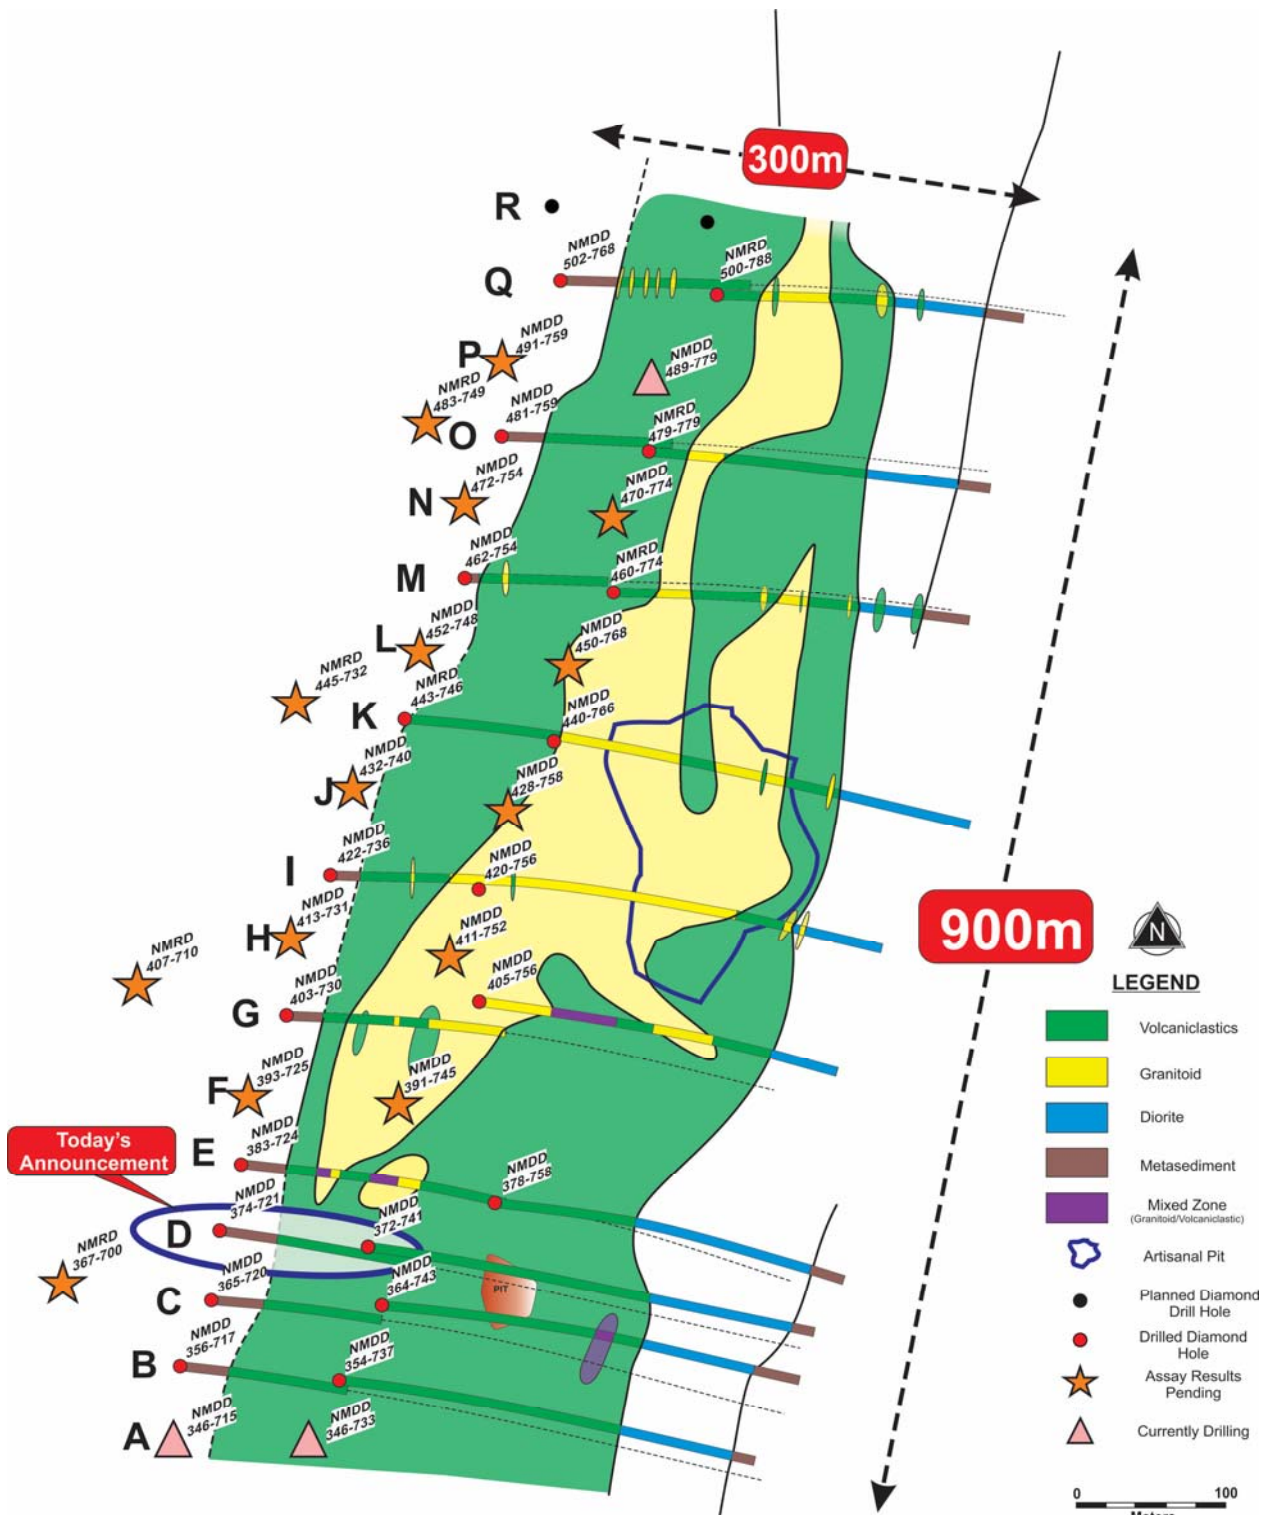 300m
R
NMDD
502-768
NMRD
500-788
Q
NMDD
491-759
P
NMDD
489-779
NMRD
483-749
NMDD
481-759
O
NMRD
479-779
NMDD
472-754
N
NMDD
470-774
NMDD
462-754
M
NMRD
460-774
NMDD
452-748
L
NMDD
450-768
NMRD
445-732
NMRD
443-746
K
NMDD
440-766
NMDD
432-740
J
NMDD
428-758
NMDD
422-736
I
NMDD
420-756
NMDD
413-731
H
NMDD
411-752
NMRD
407-710
NMDD
405-756
NMDD
403-730
G
NMDD
393-725
F
NMDD
391-745
Today's
Announcement
NMDD
383-724
E
NMDD
378-758
NMDD
374-721
D
NMDD
372-741
NMRD
367-700
NMDD
365-720
C
NMDD
364-743
PIT
NMDD
356-717
B
NMDD
354-737
NMDD
346-715
A
NMDD
346-733
900m
N
LEGEND
Volcaniclastics
Granitoid
Diorite
Metasediment
Mixed Zone
(Granitoid/Volcaniclastic)
Artisanal Pit
Planned Diamond
Drill Hole
Drilled Diamond
Hole
Assay Results
Pending
Currently Drilling
0 100
Meters